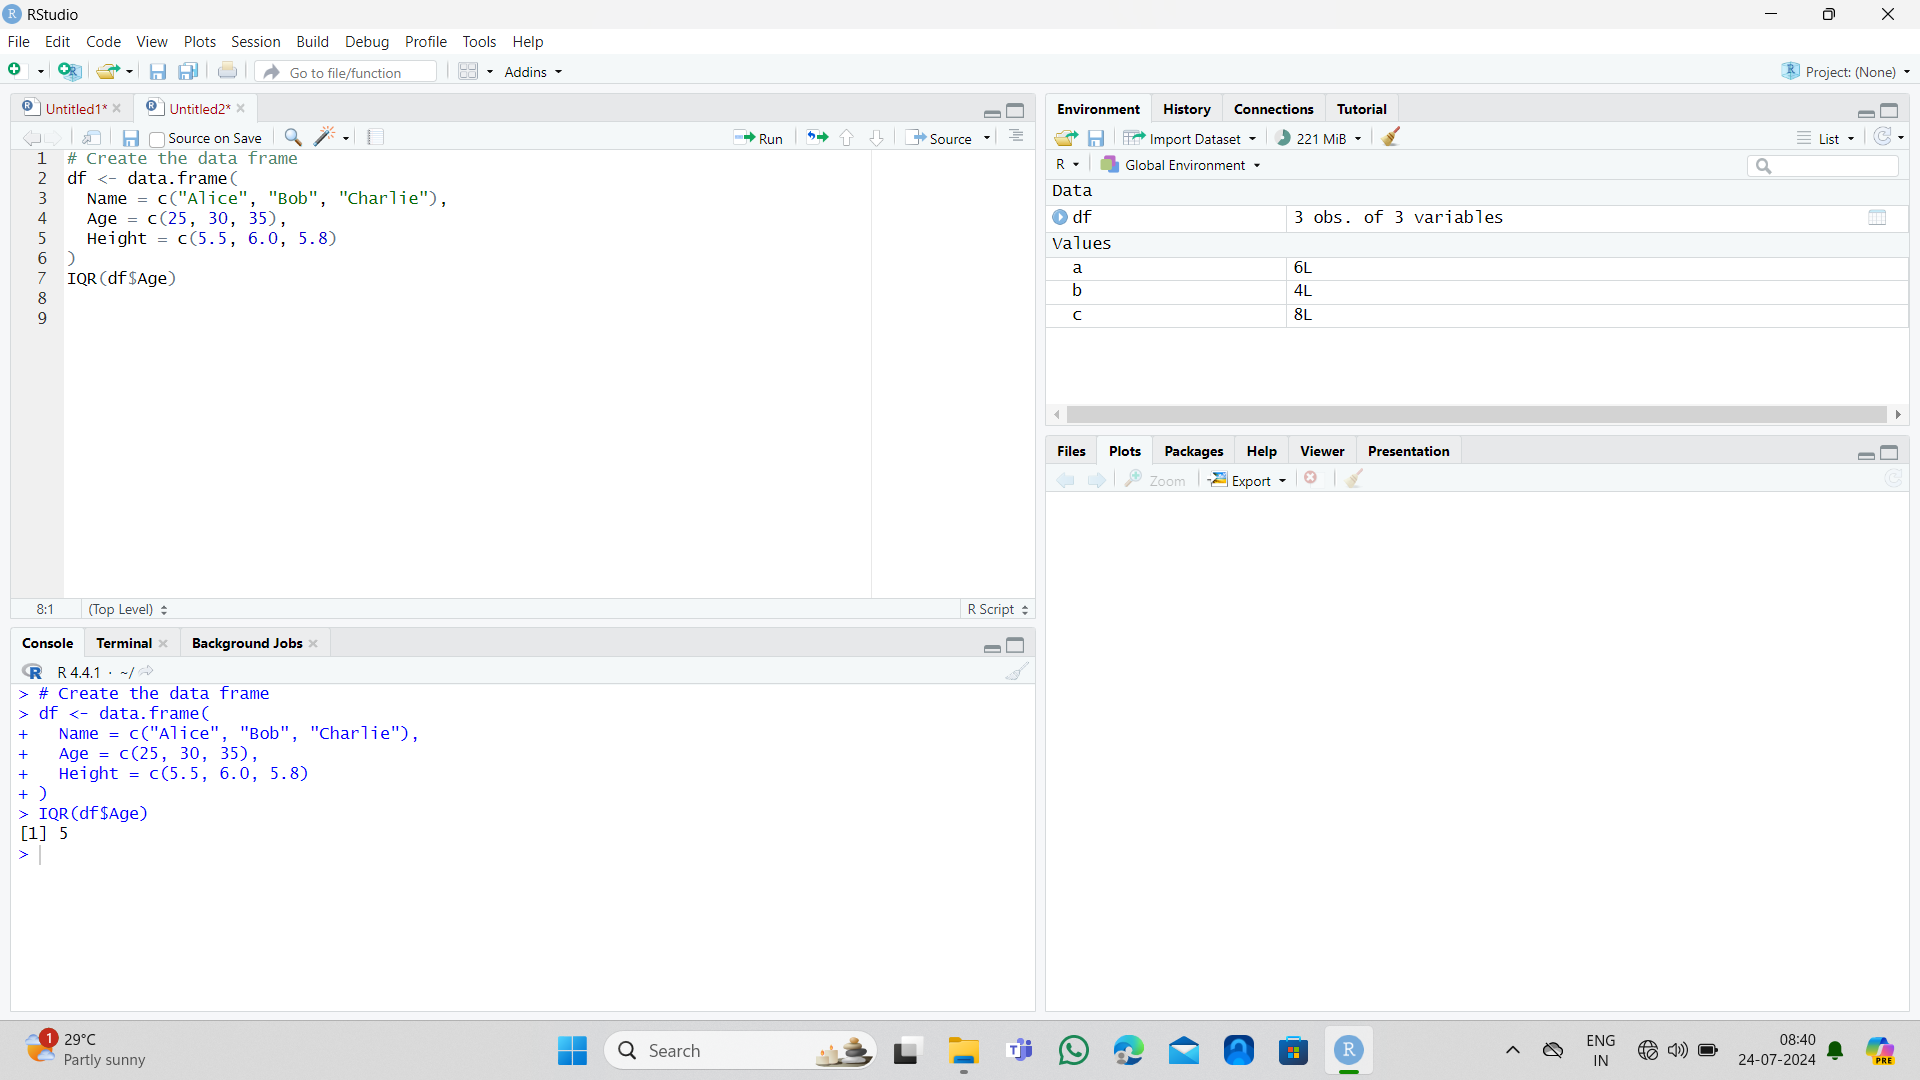 RStudio
File Edit Code View Plots Session Build Debug Profile Tools Help
Go to file/function Addins Project: (None)
Untitled1* Untitled2*
Source on Save Run Source
1 # Create the data frame
2 df <- data.frame(
3   Name = c("Alice", "Bob", "Charlie"),
4   Age = c(25, 30, 35),
5   Height = c(5.5, 6.0, 5.8)
6 )
7 IQR(df$Age)
8
9
8:1 (Top Level) R Script
Console Terminal Background Jobs
R 4.4.1 · ~/
> # Create the data frame
> df <- data.frame(
+   Name = c("Alice", "Bob", "Charlie"),
+   Age = c(25, 30, 35),
+   Height = c(5.5, 6.0, 5.8)
+ )
> IQR(df$Age)
[1] 5
>
Environment History Connections Tutorial
Import Dataset 221 MiB List
R Global Environment
Data
df 3 obs. of 3 variables
Values
a 6L
b 4L
c 8L
Files Plots Packages Help Viewer Presentation
Zoom Export
1 29°C
Partly sunny
Search
ENG
IN
08:40
24-07-2024
PRE